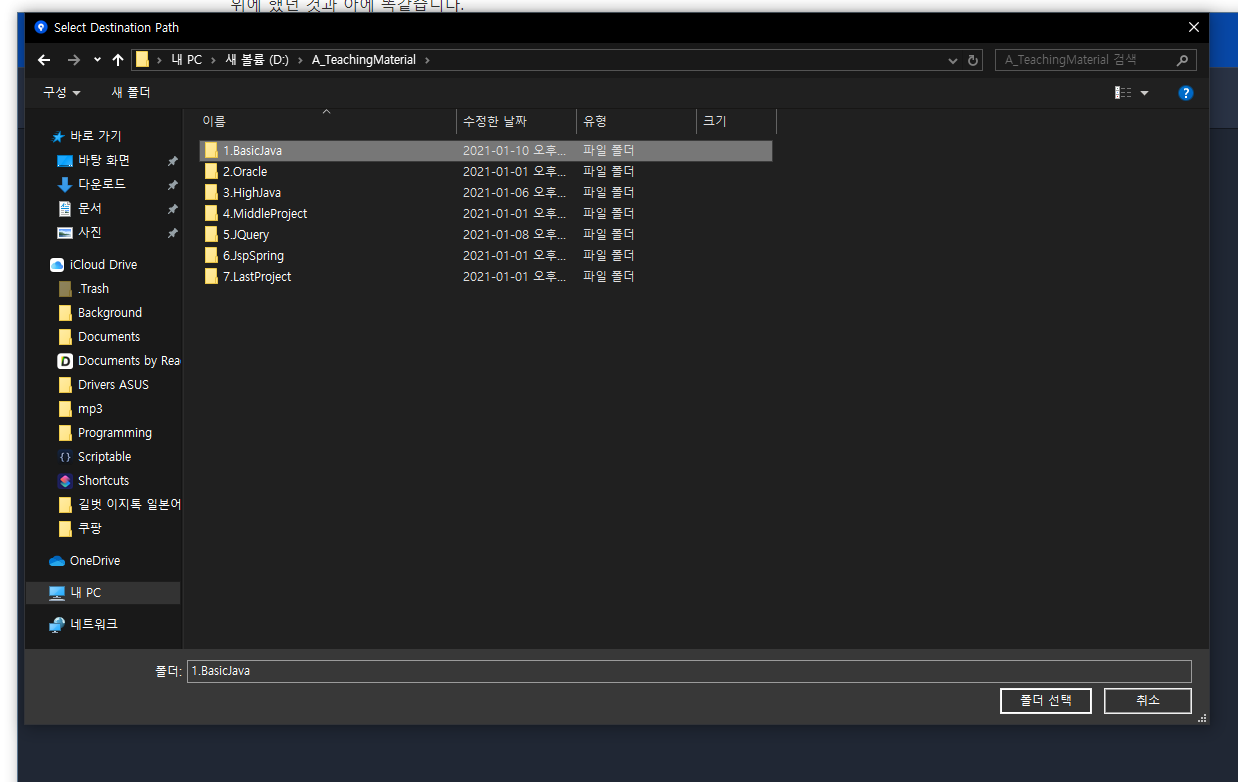 위에 했던 것과 아에 똑같습니다.
Select Destination Path
내 PC 새 볼륨 (D:) A_TeachingMaterial
A_TeachingMaterial 검색
구성 새 폴더
바로 가기
바탕 화면
다운로드
문서
사진
iCloud Drive
.Trash
Background
Documents
Documents by Rea
Drivers ASUS
mp3
Programming
Scriptable
Shortcuts
길벗 이지톡 일본어
쿠팡
OneDrive
내 PC
네트워크
이름 수정한 날짜 유형 크기
1.BasicJava 2021-01-10 오후... 파일 폴더
2.Oracle 2021-01-01 오후... 파일 폴더
3.HighJava 2021-01-06 오후... 파일 폴더
4.MiddleProject 2021-01-01 오후... 파일 폴더
5.JQuery 2021-01-08 오후... 파일 폴더
6.JspSpring 2021-01-01 오후... 파일 폴더
7.LastProject 2021-01-01 오후... 파일 폴더
폴더: 1.BasicJava
폴더 선택 취소